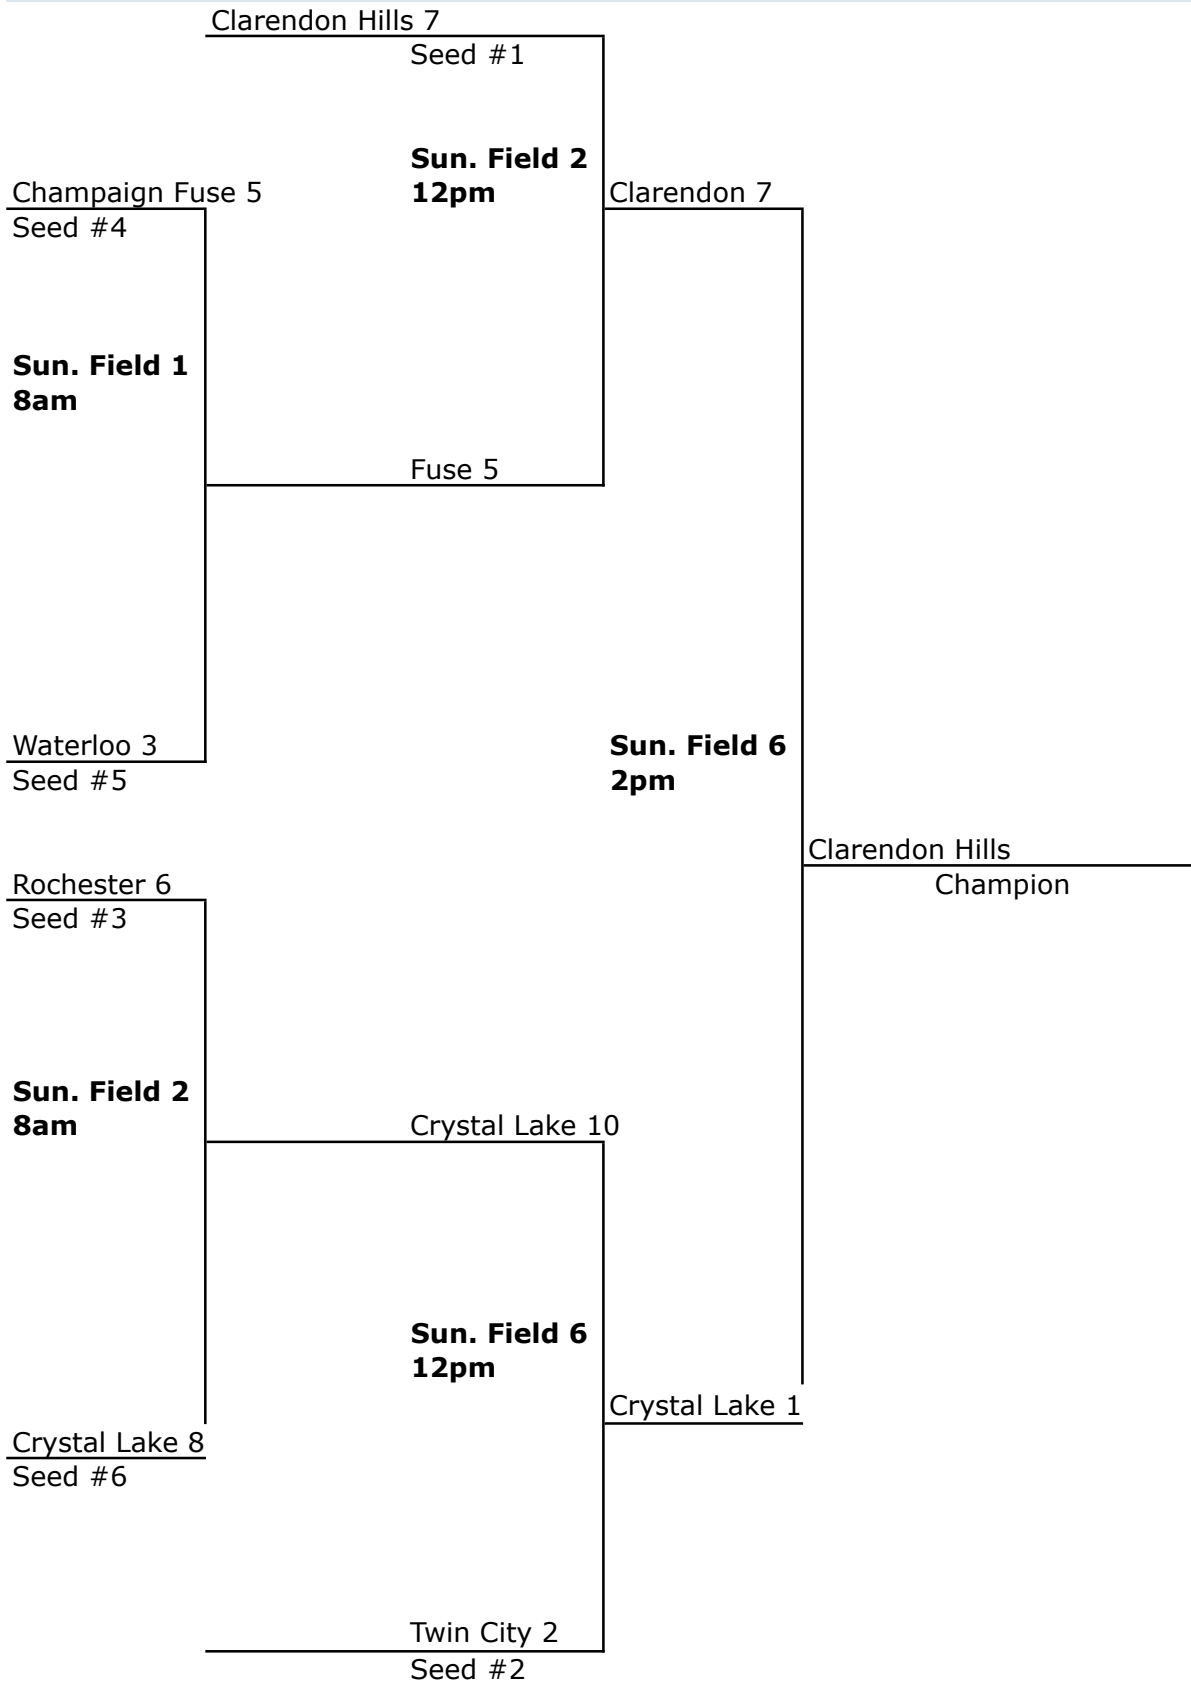 Clarendon Hills 7
Seed #1
Sun. Field 2
12pm
Champaign Fuse 5
Clarendon 7
Seed #4
Sun. Field 1
8am
Fuse 5
Waterloo 3
Sun. Field 6
Seed #5
2pm
Clarendon Hills
Rochester 6
Champion
Seed #3
Sun. Field 2
8am
Crystal Lake 10
Sun. Field 6
12pm
Crystal Lake 1
Crystal Lake 8
Seed #6
Twin City 2
Seed #2